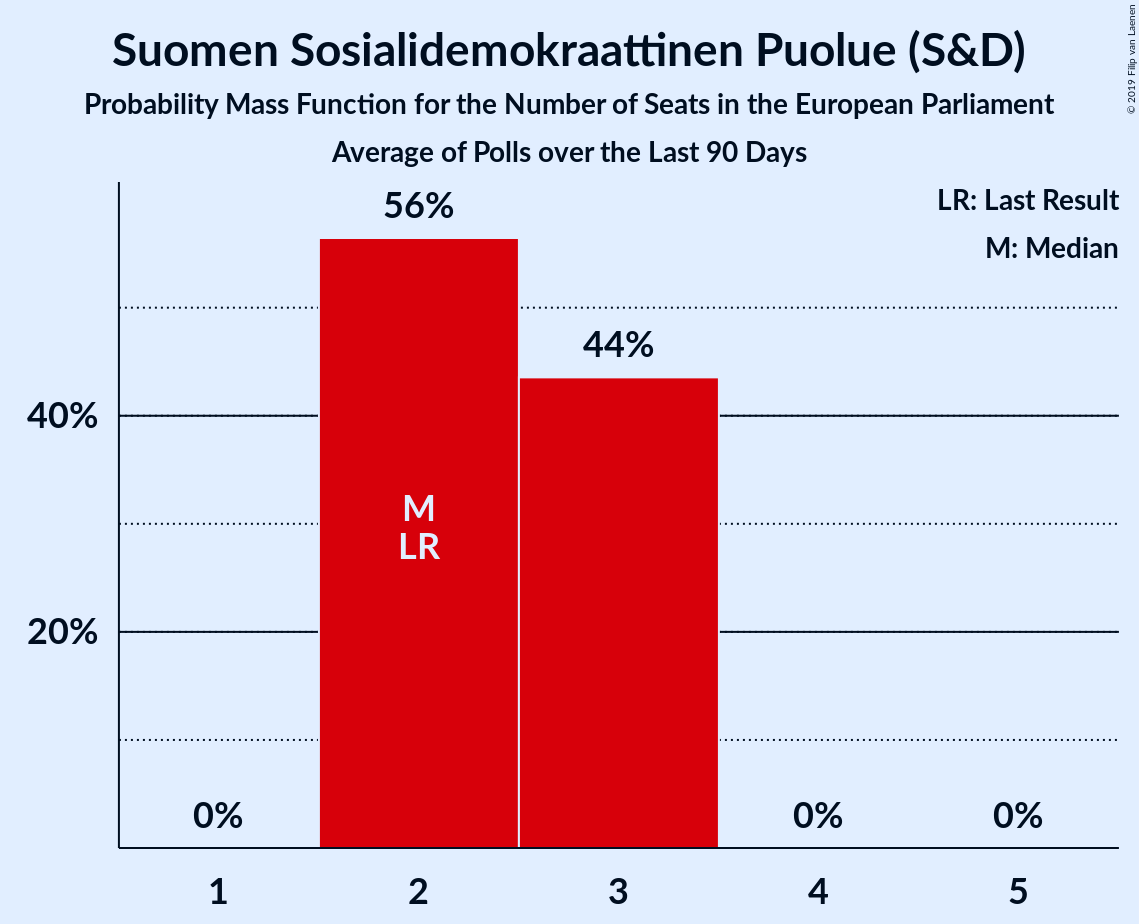 Suomen Sosialidemokraattinen Puolue (S&D)
Probability Mass Function for the Number of Seats in the European Parliament
Average of Polls over the Last 90 Days
© 2019 Filip van Laenen
LR: Last Result
M: Median
56%
44%
40%
M
LR
20%
0%
0%
0%
1
2
3
4
5